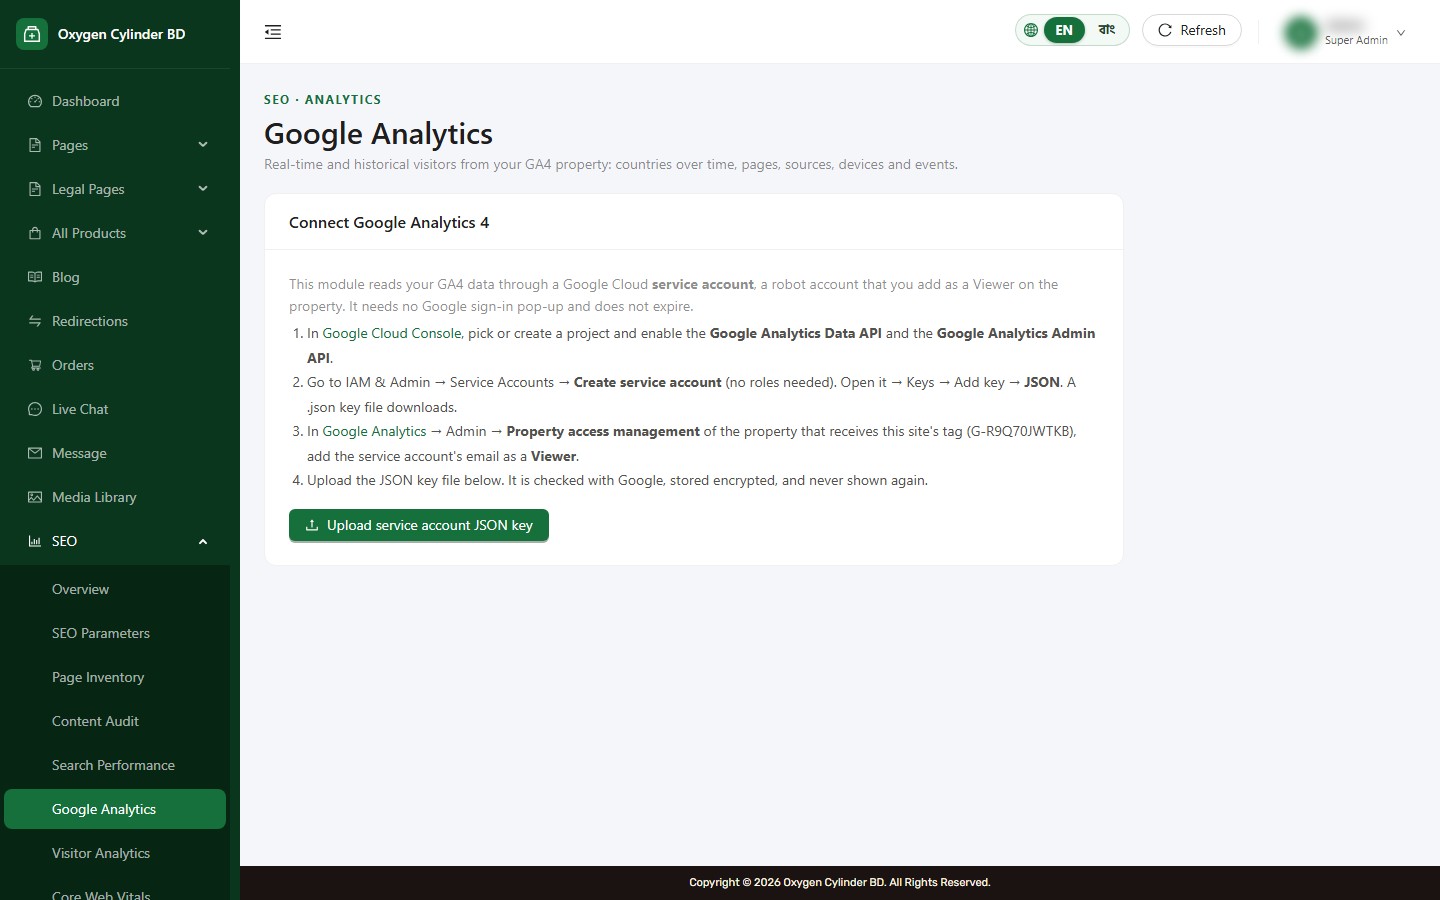 Oxygen Cylinder BD
EN
বাং
Refresh
Super Admin
Dashboard
Pages
Legal Pages
All Products
Blog
Redirections
Orders
Live Chat
Message
Media Library
SEO
Overview
SEO Parameters
Page Inventory
Content Audit
Search Performance
Google Analytics
Visitor Analytics
Core Web Vitals
SEO · ANALYTICS
Google Analytics
Real-time and historical visitors from your GA4 property: countries over time, pages, sources, devices and events.
Connect Google Analytics 4
This module reads your GA4 data through a Google Cloud service account, a robot account that you add as a Viewer on the
property. It needs no Google sign-in pop-up and does not expire.
1. In Google Cloud Console, pick or create a project and enable the Google Analytics Data API and the Google Analytics Admin
API.
2. Go to IAM & Admin → Service Accounts → Create service account (no roles needed). Open it → Keys → Add key → JSON. A
.json key file downloads.
3. In Google Analytics → Admin → Property access management of the property that receives this site's tag (G-R9Q70JWTKB),
add the service account's email as a Viewer.
4. Upload the JSON key file below. It is checked with Google, stored encrypted, and never shown again.
Upload service account JSON key
Copyright © 2026 Oxygen Cylinder BD. All Rights Reserved.